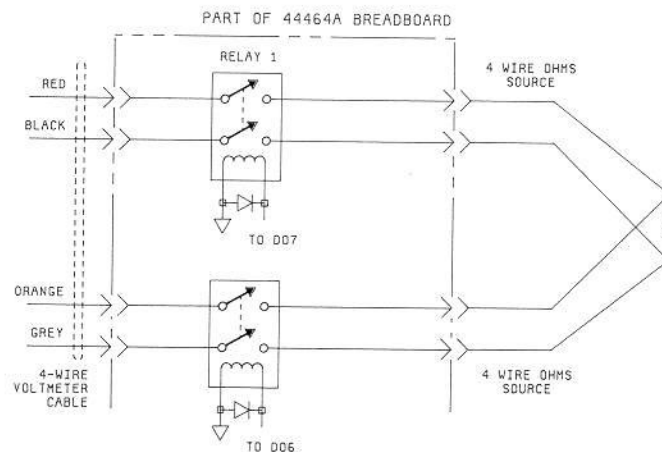 PART OF 44464A BREADBOARD
RELAY 1
RED
BLACK
4 WIRE OHMS
SOURCE
TO DO7
ORANGE
GREY
4-WIRE
VOLTMETER
CABLE
4 WIRE OHMS
SOURCE
TO DO6